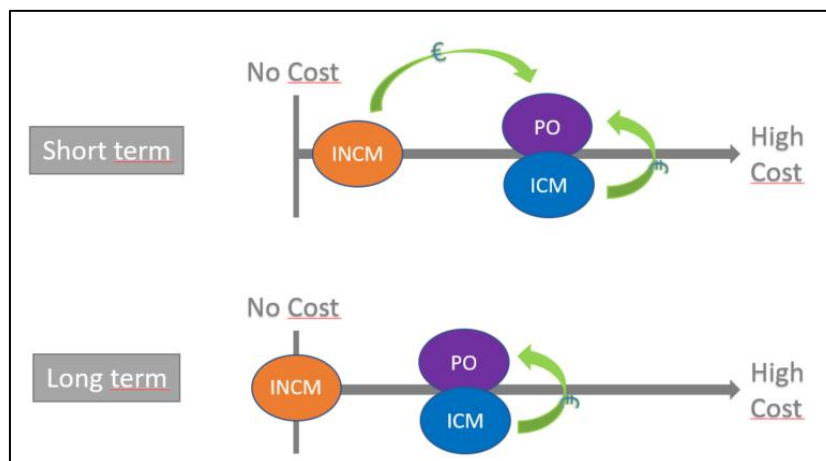 No Cost
€
Short term
INCM
PO
ICM
€
High
Cost
No Cost
Long term
INCM
PO
ICM
€
High
Cost